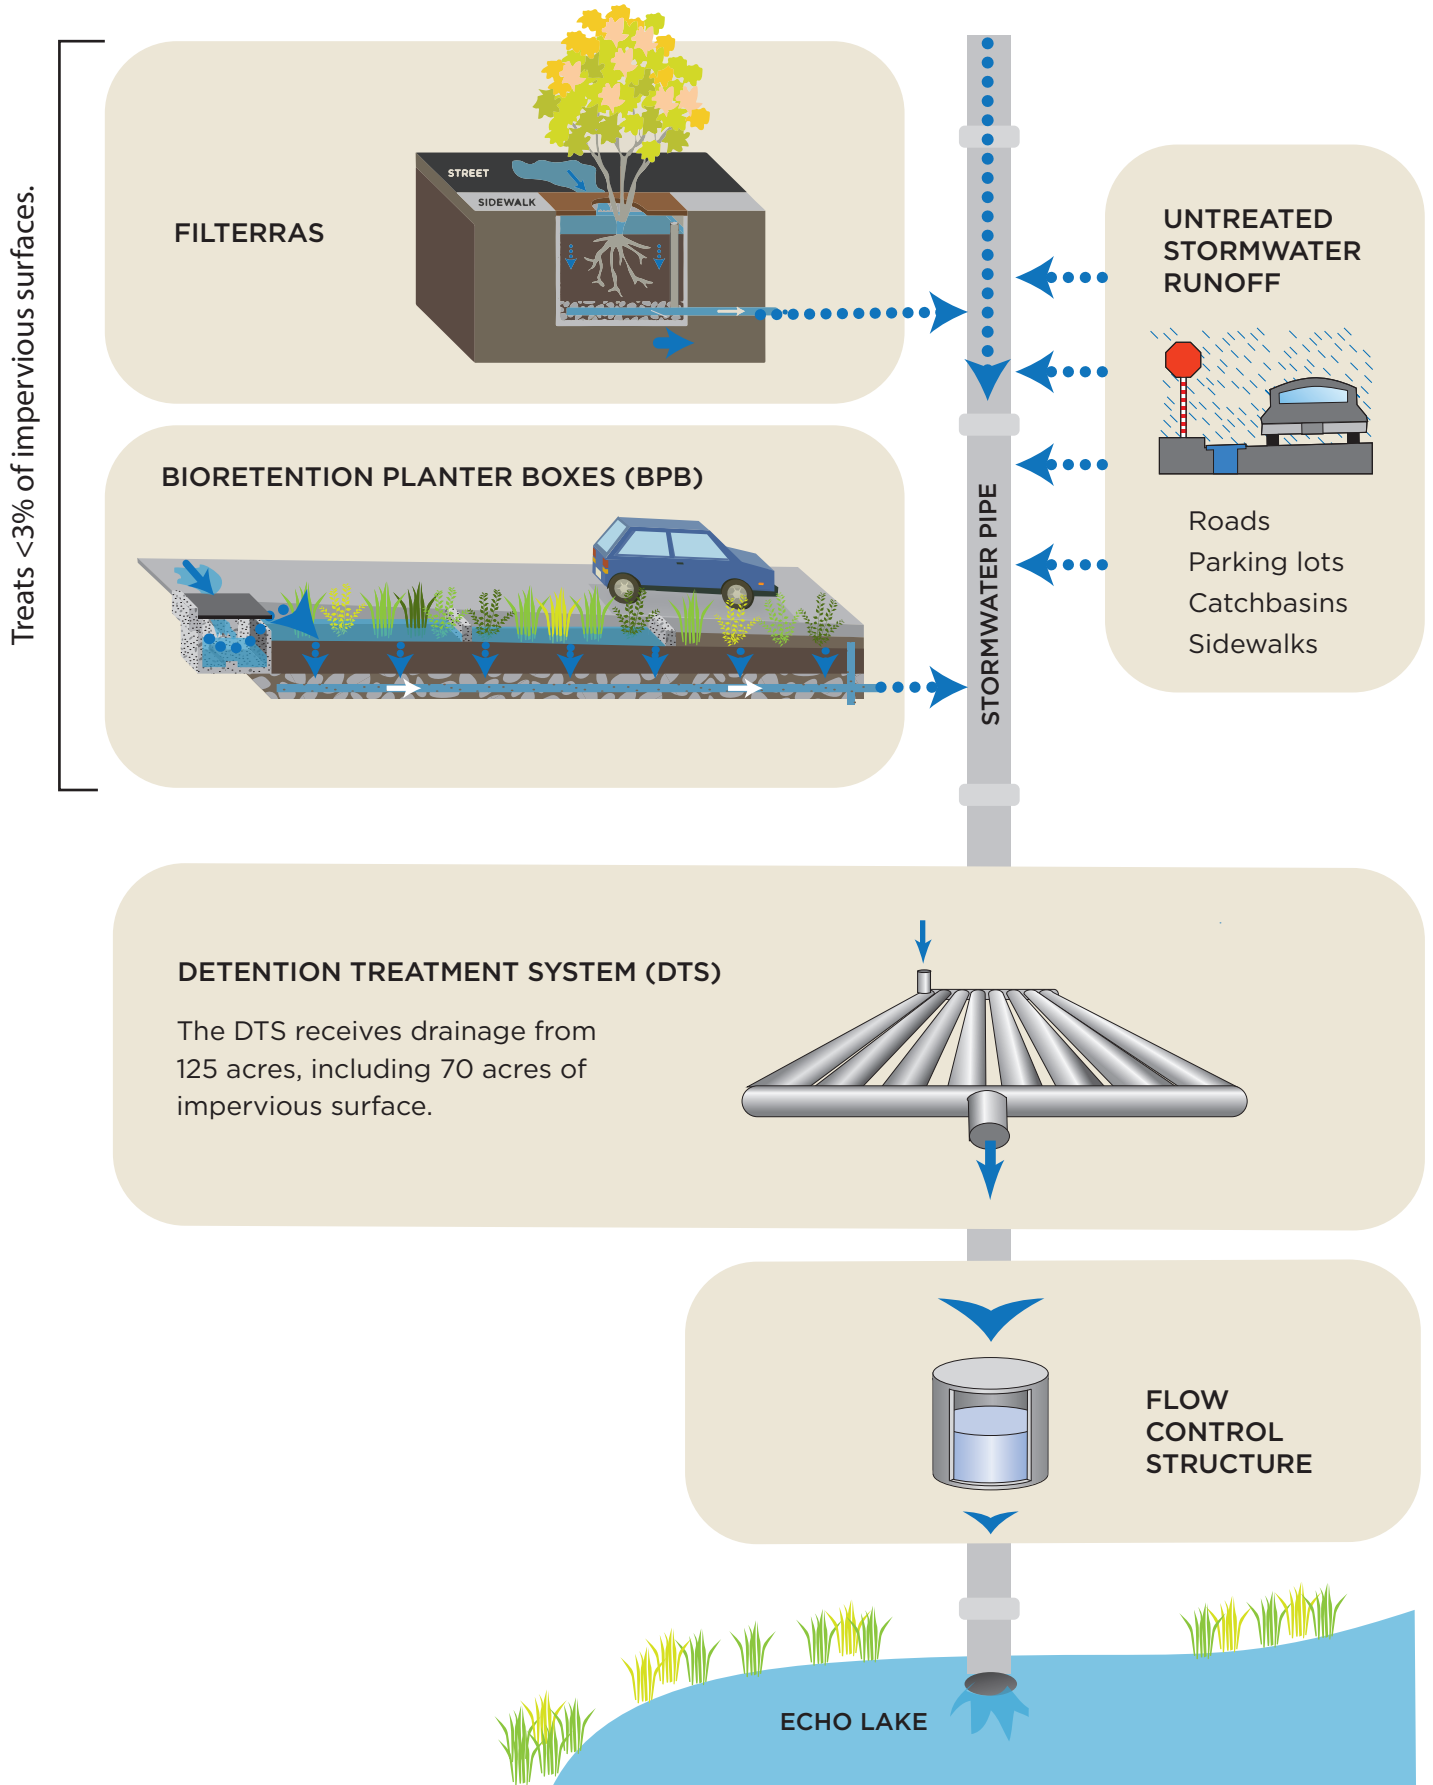 Treats <3% of impervious surfaces.
FILTERRAS
STREET
SIDEWALK
BIORETENTION PLANTER BOXES (BPB)
STORMWATER PIPE
UNTREATED
STORMWATER
RUNOFF
Roads
Parking lots
Catchbasins
Sidewalks
DETENTION TREATMENT SYSTEM (DTS)
The DTS receives drainage from
125 acres, including 70 acres of
impervious surface.
FLOW
CONTROL
STRUCTURE
ECHO LAKE